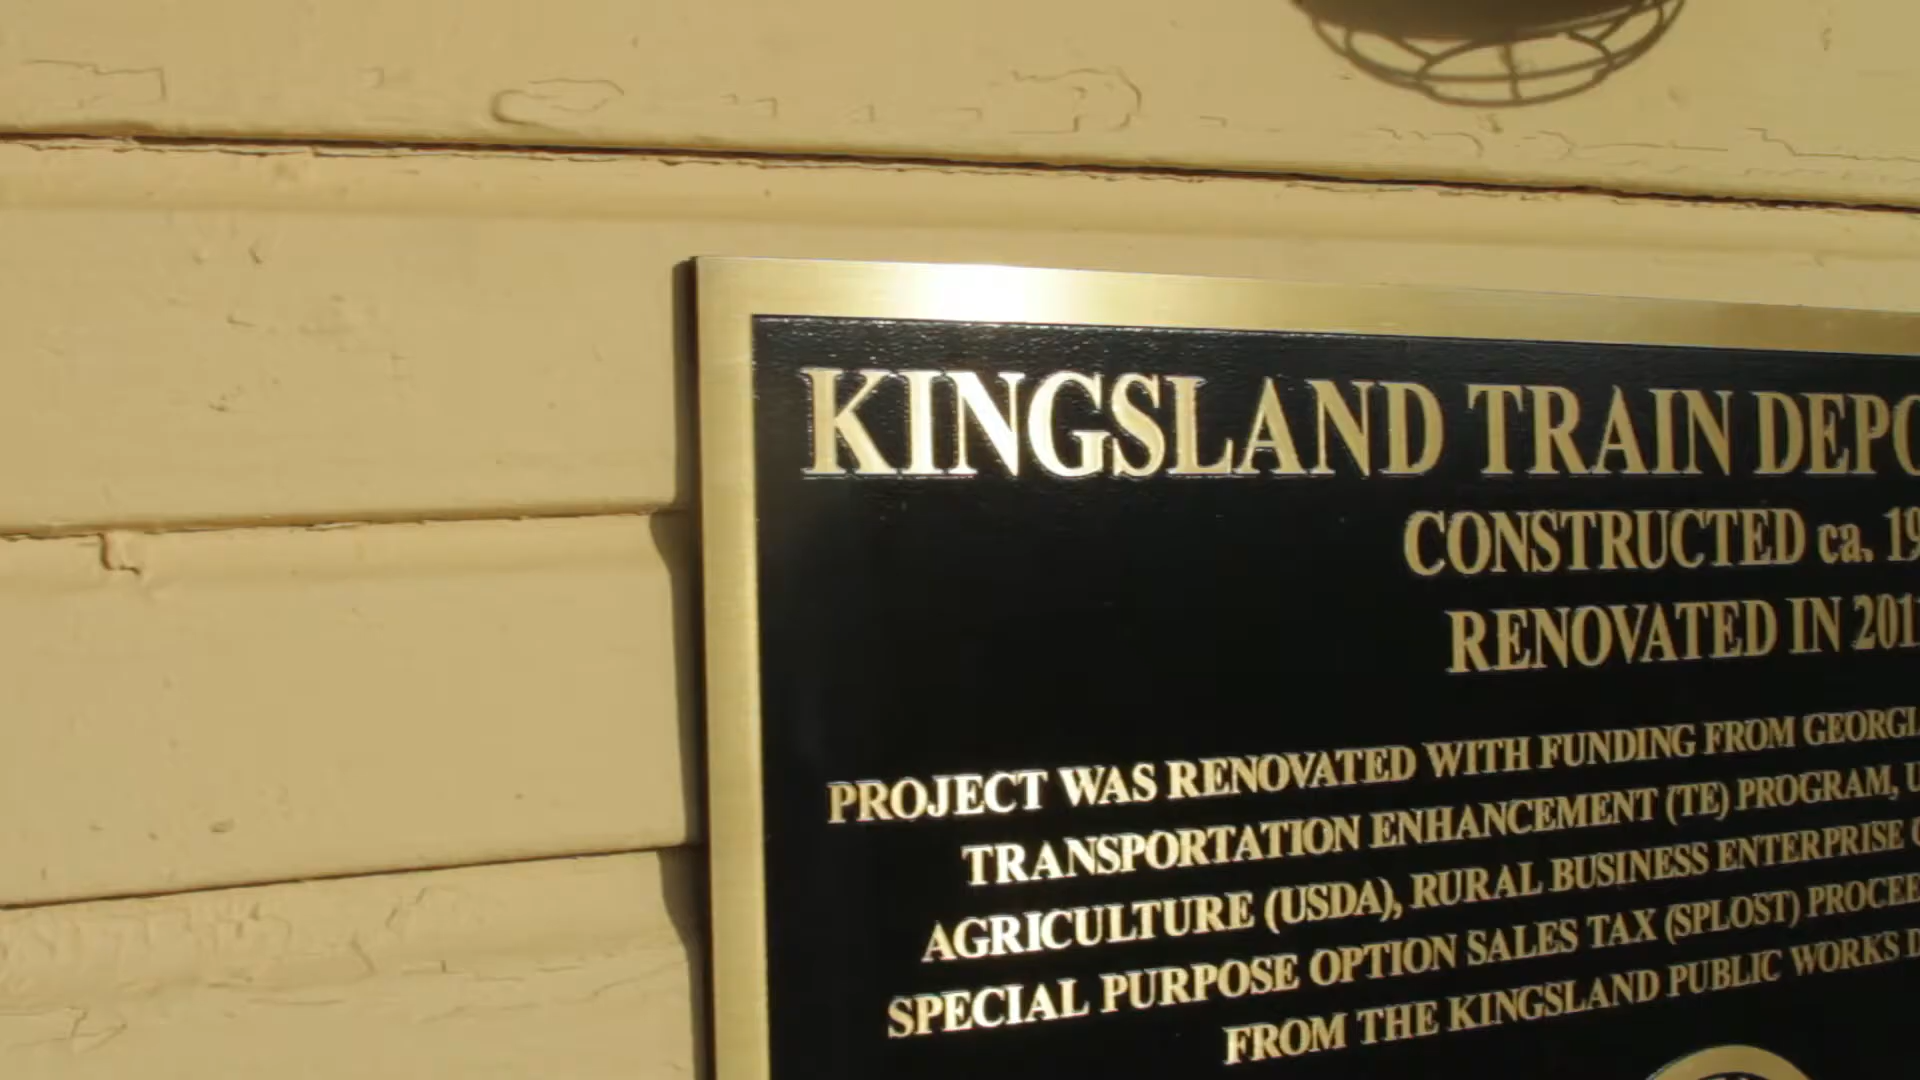 KINGSLAND TRAIN DEPO
CONSTRUCTED ca. 19
RENOVATED IN 201
PROJECT WAS RENOVATED WITH FUNDING FROM GEORGI
TRANSPORTATION ENHANCEMENT (TE) PROGRAM, U
AGRICULTURE (USDA), RURAL BUSINESS ENTERPRISE
SPECIAL PURPOSE OPTION SALES TAX (SPLOST) PROCEE
FROM THE KINGSLAND PUBLIC WORKS D